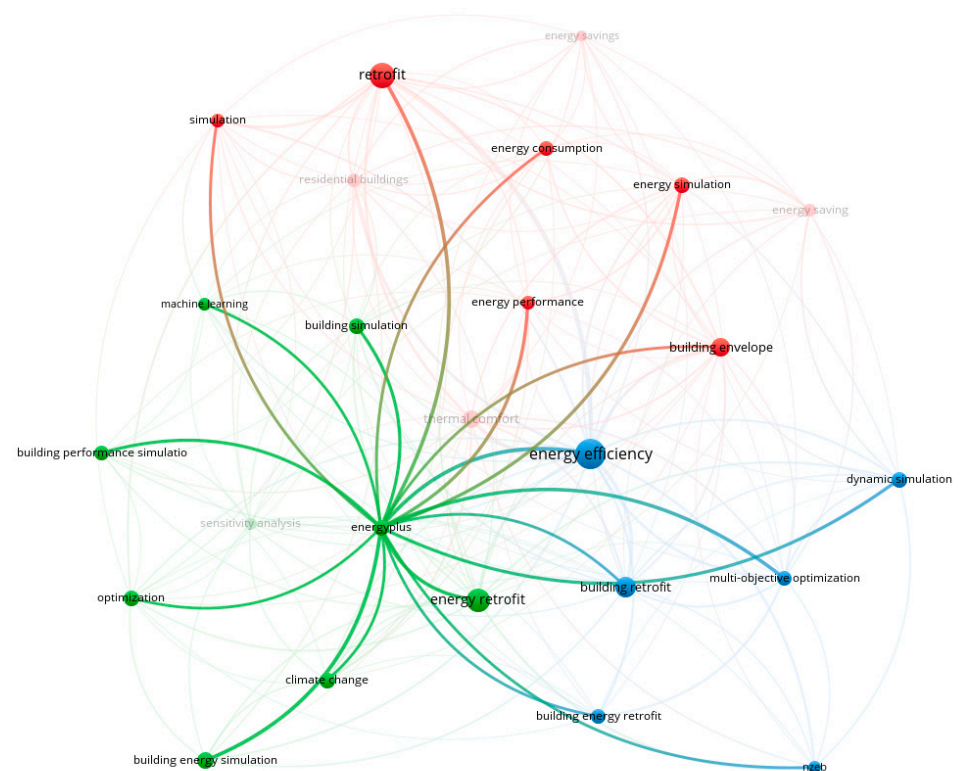 energy savings
retrofit
simulation
energy consumption
residential buildings
energy simulation
energy saving
machine learning
energy performance
building simulation
building envelope
thermal comfort
building performance simulatio
energy efficiency
dynamic simulation
sensitivity analysis
energyplus
multi-objective optimization
building retrofit
optimization
energy retrofit
climate change
building energy retrofit
building energy simulation
nzeb